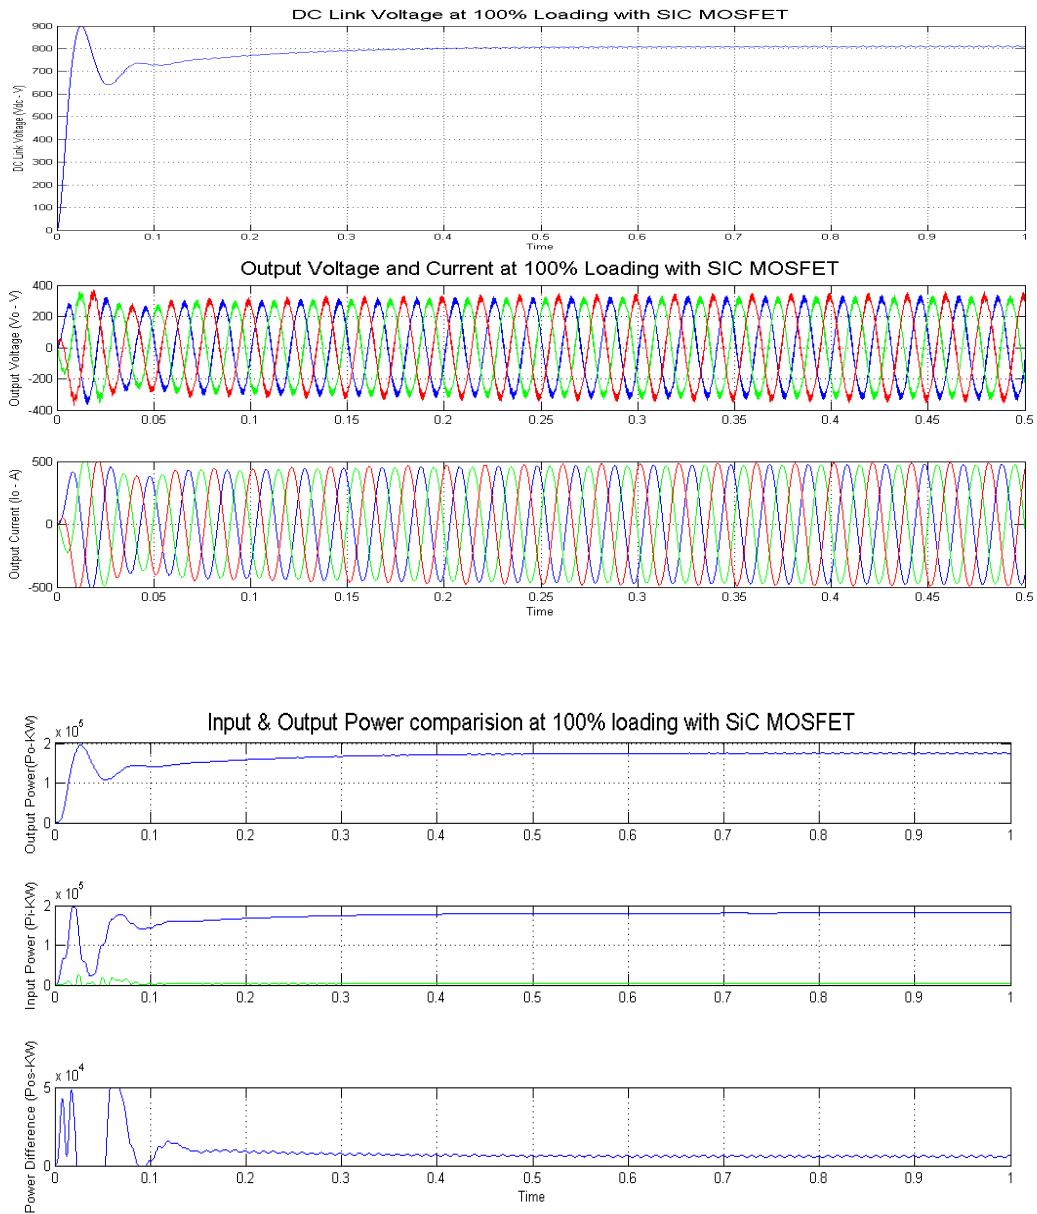 DC Link Voltage at 100% Loading with SIC MOSFET
DC Link Voltage (Vdc - V)
900
800
700
600
500
400
300
200
100
0
0 0.1 0.2 0.3 0.4 0.5 0.6 0.7 0.8 0.9 1
Time
Output Voltage and Current at 100% Loading with SIC MOSFET
Output Voltage (Vo - V)
400
200
0
-200
-400
0 0.05 0.1 0.15 0.2 0.25 0.3 0.35 0.4 0.45 0.5
Output Current (Io - A)
500
0
-500
0 0.05 0.1 0.15 0.2 0.25 0.3 0.35 0.4 0.45 0.5
Time
Input & Output Power comparision at 100% loading with SiC MOSFET
Output Power(Po-KW)
x 10^5
2
1
0
0 0.1 0.2 0.3 0.4 0.5 0.6 0.7 0.8 0.9 1
Input Power (Pi-KW)
x 10^5
2
1
0
0 0.1 0.2 0.3 0.4 0.5 0.6 0.7 0.8 0.9 1
Power Difference (Pos-KW)
x 10^4
5
0
0 0.1 0.2 0.3 0.4 0.5 0.6 0.7 0.8 0.9 1
Time